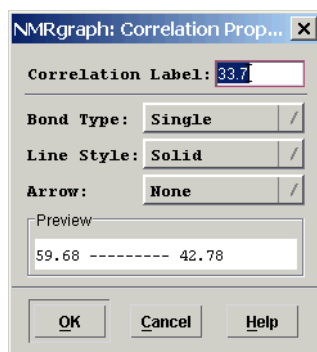 NMRgraph: Correlation Prop...
Correlation Label: 33.7
Bond Type: Single
Line Style: Solid
Arrow: None
Preview
59.68 --------- 42.78
OK Cancel Help